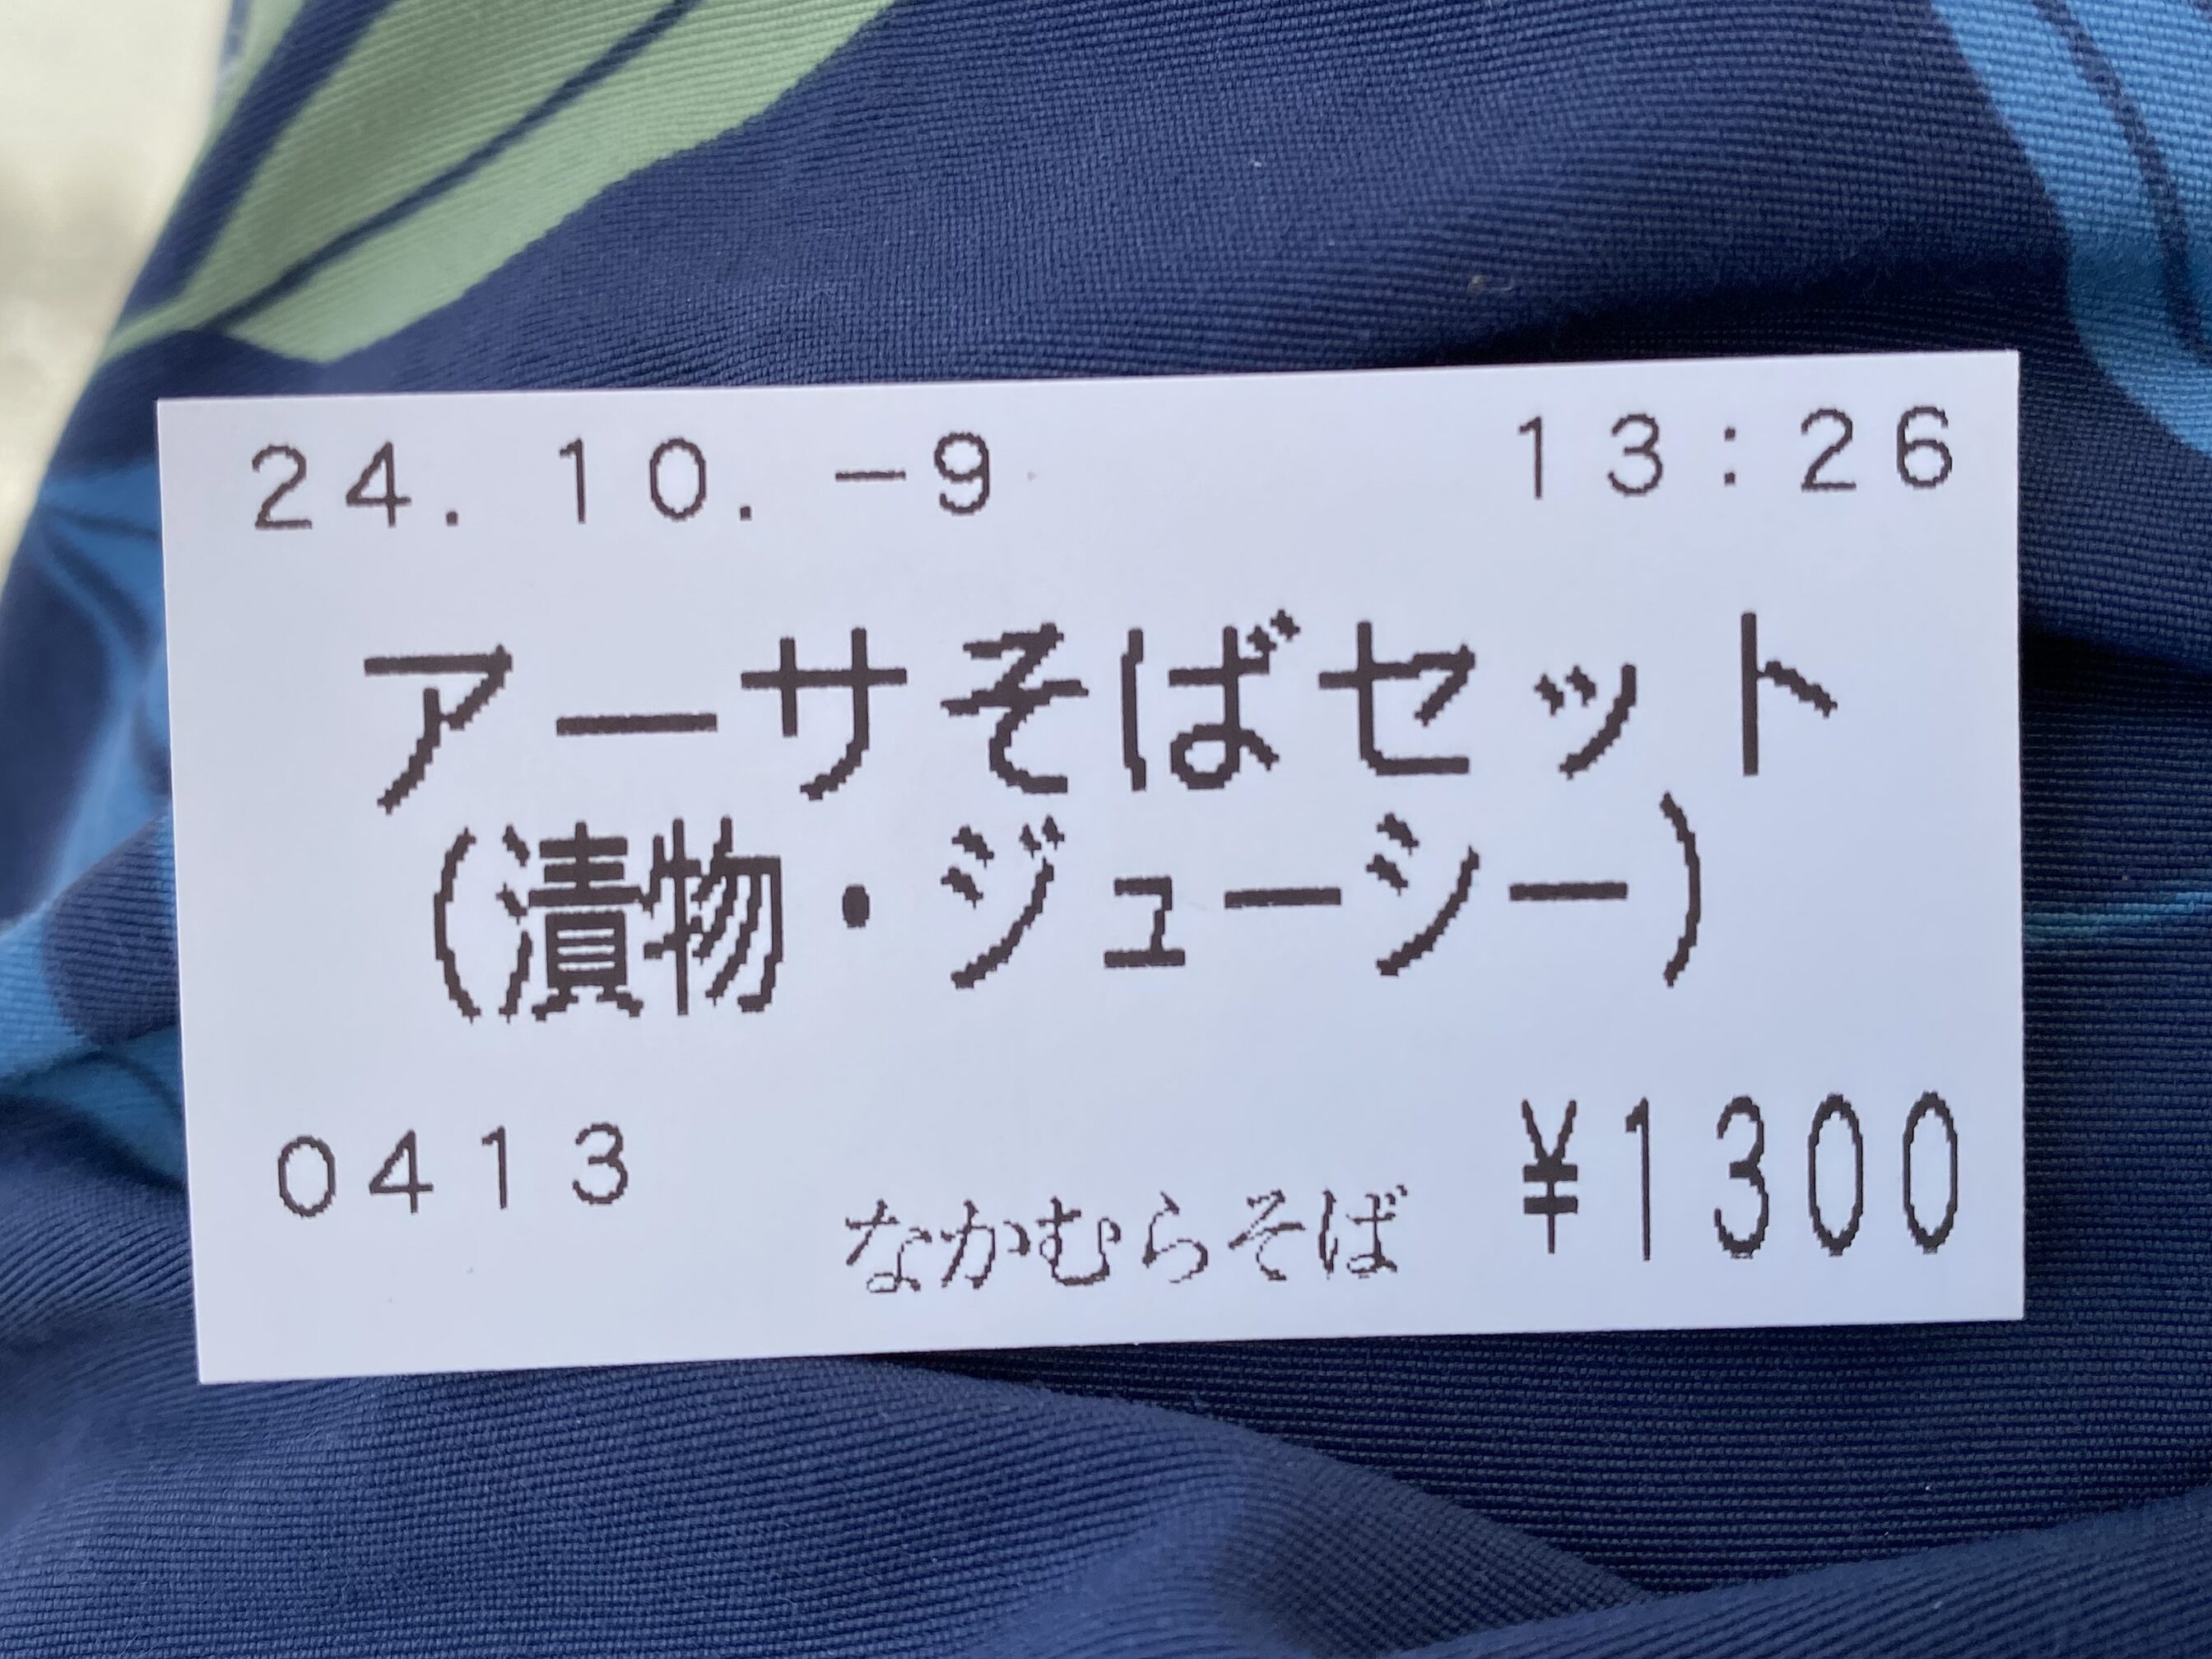 24. 10. -9 13:26
アーサそばセット
(漬物・ジューシー)
0413 ¥1300
なかむらそば